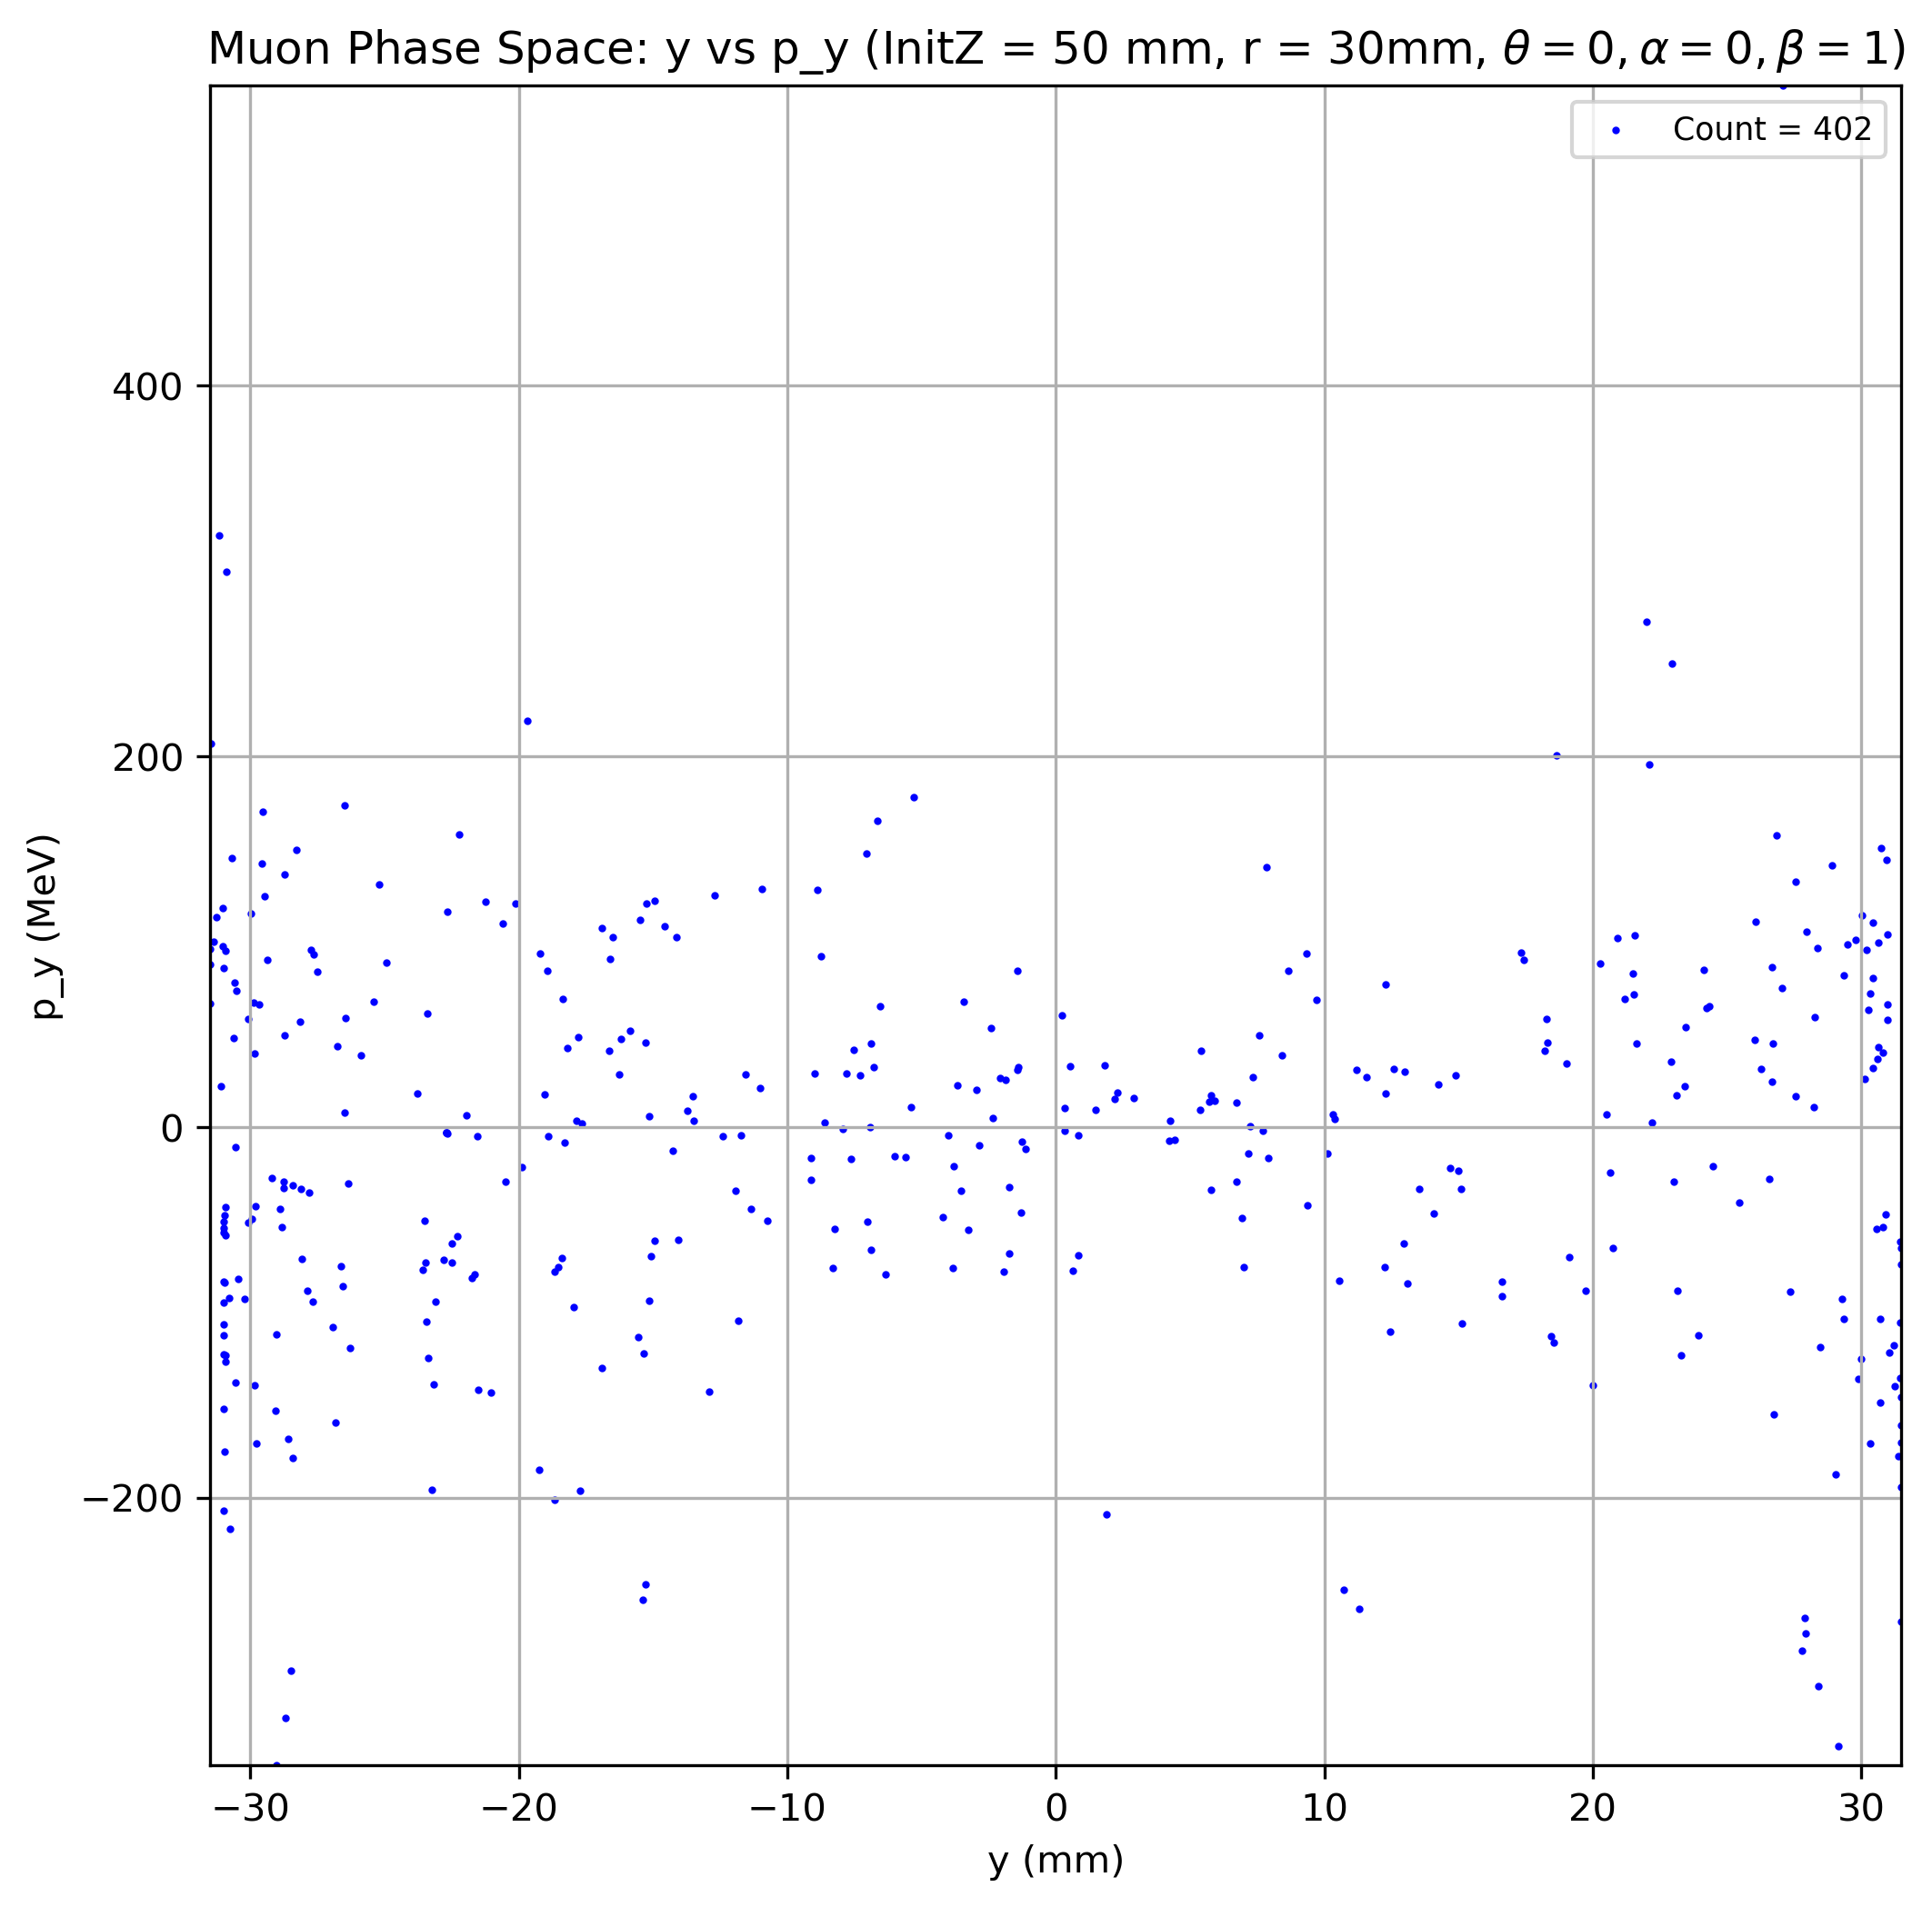 Muon Phase Space: y vs p_y (InitZ = 50 mm, r = 30mm, θ = 0, α = 0, β = 1)
Count = 402
400
200
0
−200
p_y (MeV)
−30 −20 −10 0 10 20 30
y (mm)